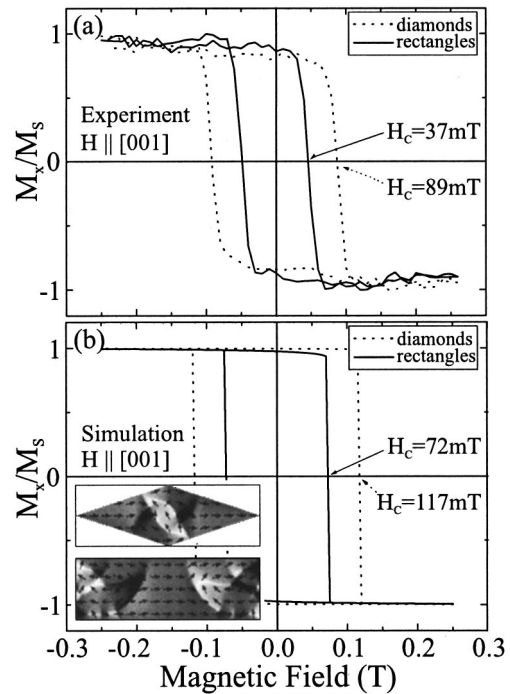 (a)
diamonds
rectangles
Experiment
H || [001]
H_C=37mT
H_C=89mT
M_x/M_S
1
0
-1
(b)
diamonds
rectangles
Simulation
H || [001]
H_C=72mT
H_C=117mT
M_x/M_S
1
0
-1
-0.3 -0.2 -0.1 0.0 0.1 0.2 0.3
Magnetic Field (T)